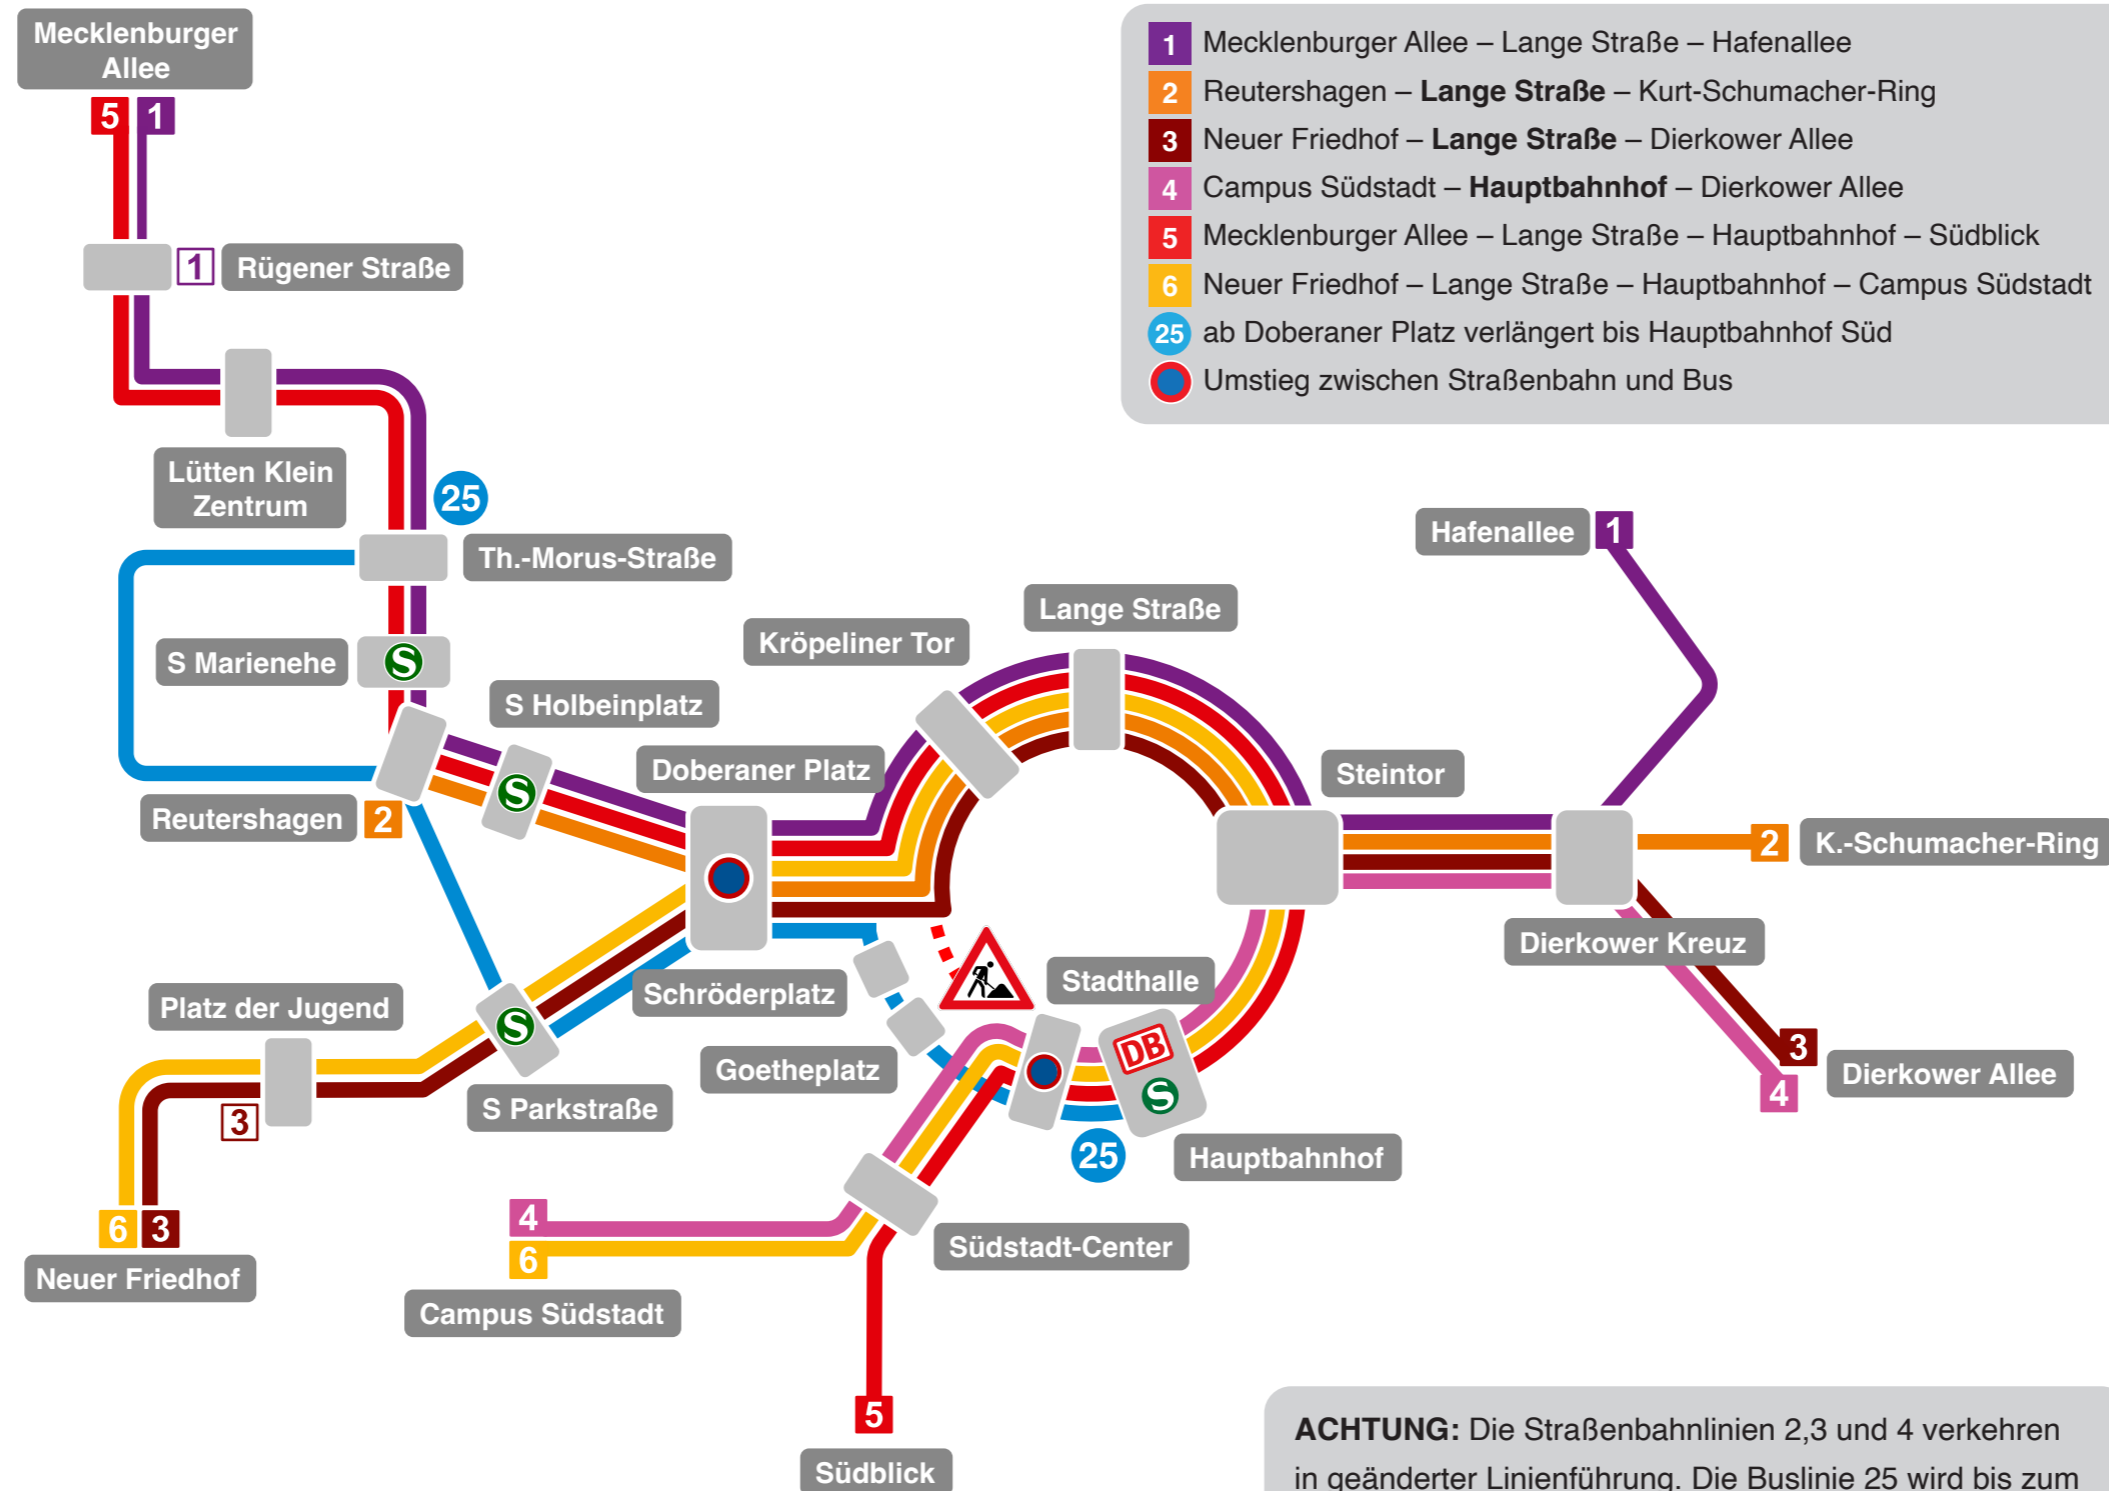 Mecklenburger
Allee
5 1
1 Rügener Straße
Lütten Klein
Zentrum
25
Th.-Morus-Straße
S Marienehe
S
S Holbeinplatz
S
Reutershagen 2
Doberaner Platz
Kröpeliner Tor
Lange Straße
Steintor
Hafenallee 1
2 K.-Schumacher-Ring
Dierkower Kreuz
3
4
Dierkower Allee
Schröderplatz
Goetheplatz
Stadthalle
DB
S
25
Hauptbahnhof
Platz der Jugend
S
S Parkstraße
3
6 3
Neuer Friedhof
4
6
Campus Südstadt
Südstadt-Center
5
Südblick
1 Mecklenburger Allee – Lange Straße – Hafenallee
2 Reutershagen – Lange Straße – Kurt-Schumacher-Ring
3 Neuer Friedhof – Lange Straße – Dierkower Allee
4 Campus Südstadt – Hauptbahnhof – Dierkower Allee
5 Mecklenburger Allee – Lange Straße – Hauptbahnhof – Südblick
6 Neuer Friedhof – Lange Straße – Hauptbahnhof – Campus Südstadt
25 ab Doberaner Platz verlängert bis Hauptbahnhof Süd
Umstieg zwischen Straßenbahn und Bus
ACHTUNG: Die Straßenbahnlinien 2,3 und 4 verkehren
in geänderter Linienführung. Die Buslinie 25 wird bis zum